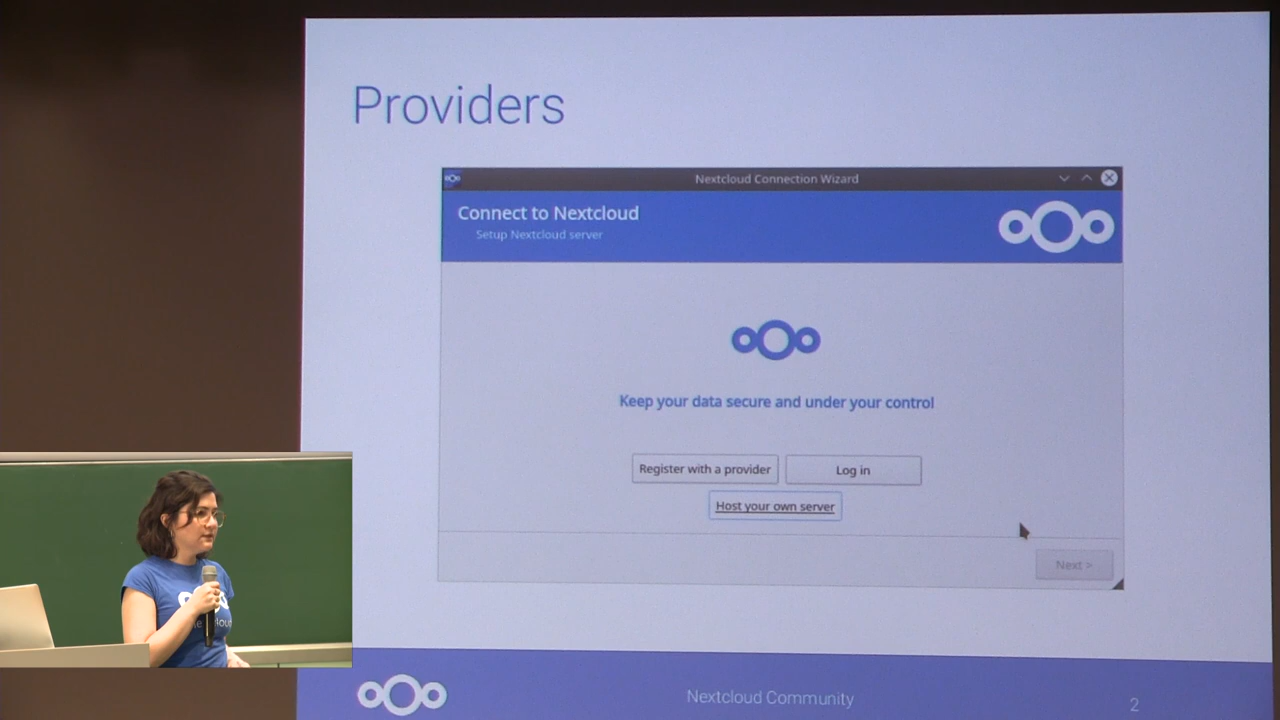 Providers
Nextcloud Connection Wizard
Connect to Nextcloud
Setup Nextcloud server
Keep your data secure and under your control
Register with a provider
Log in
Host your own server
Next >
Nextcloud Community
2